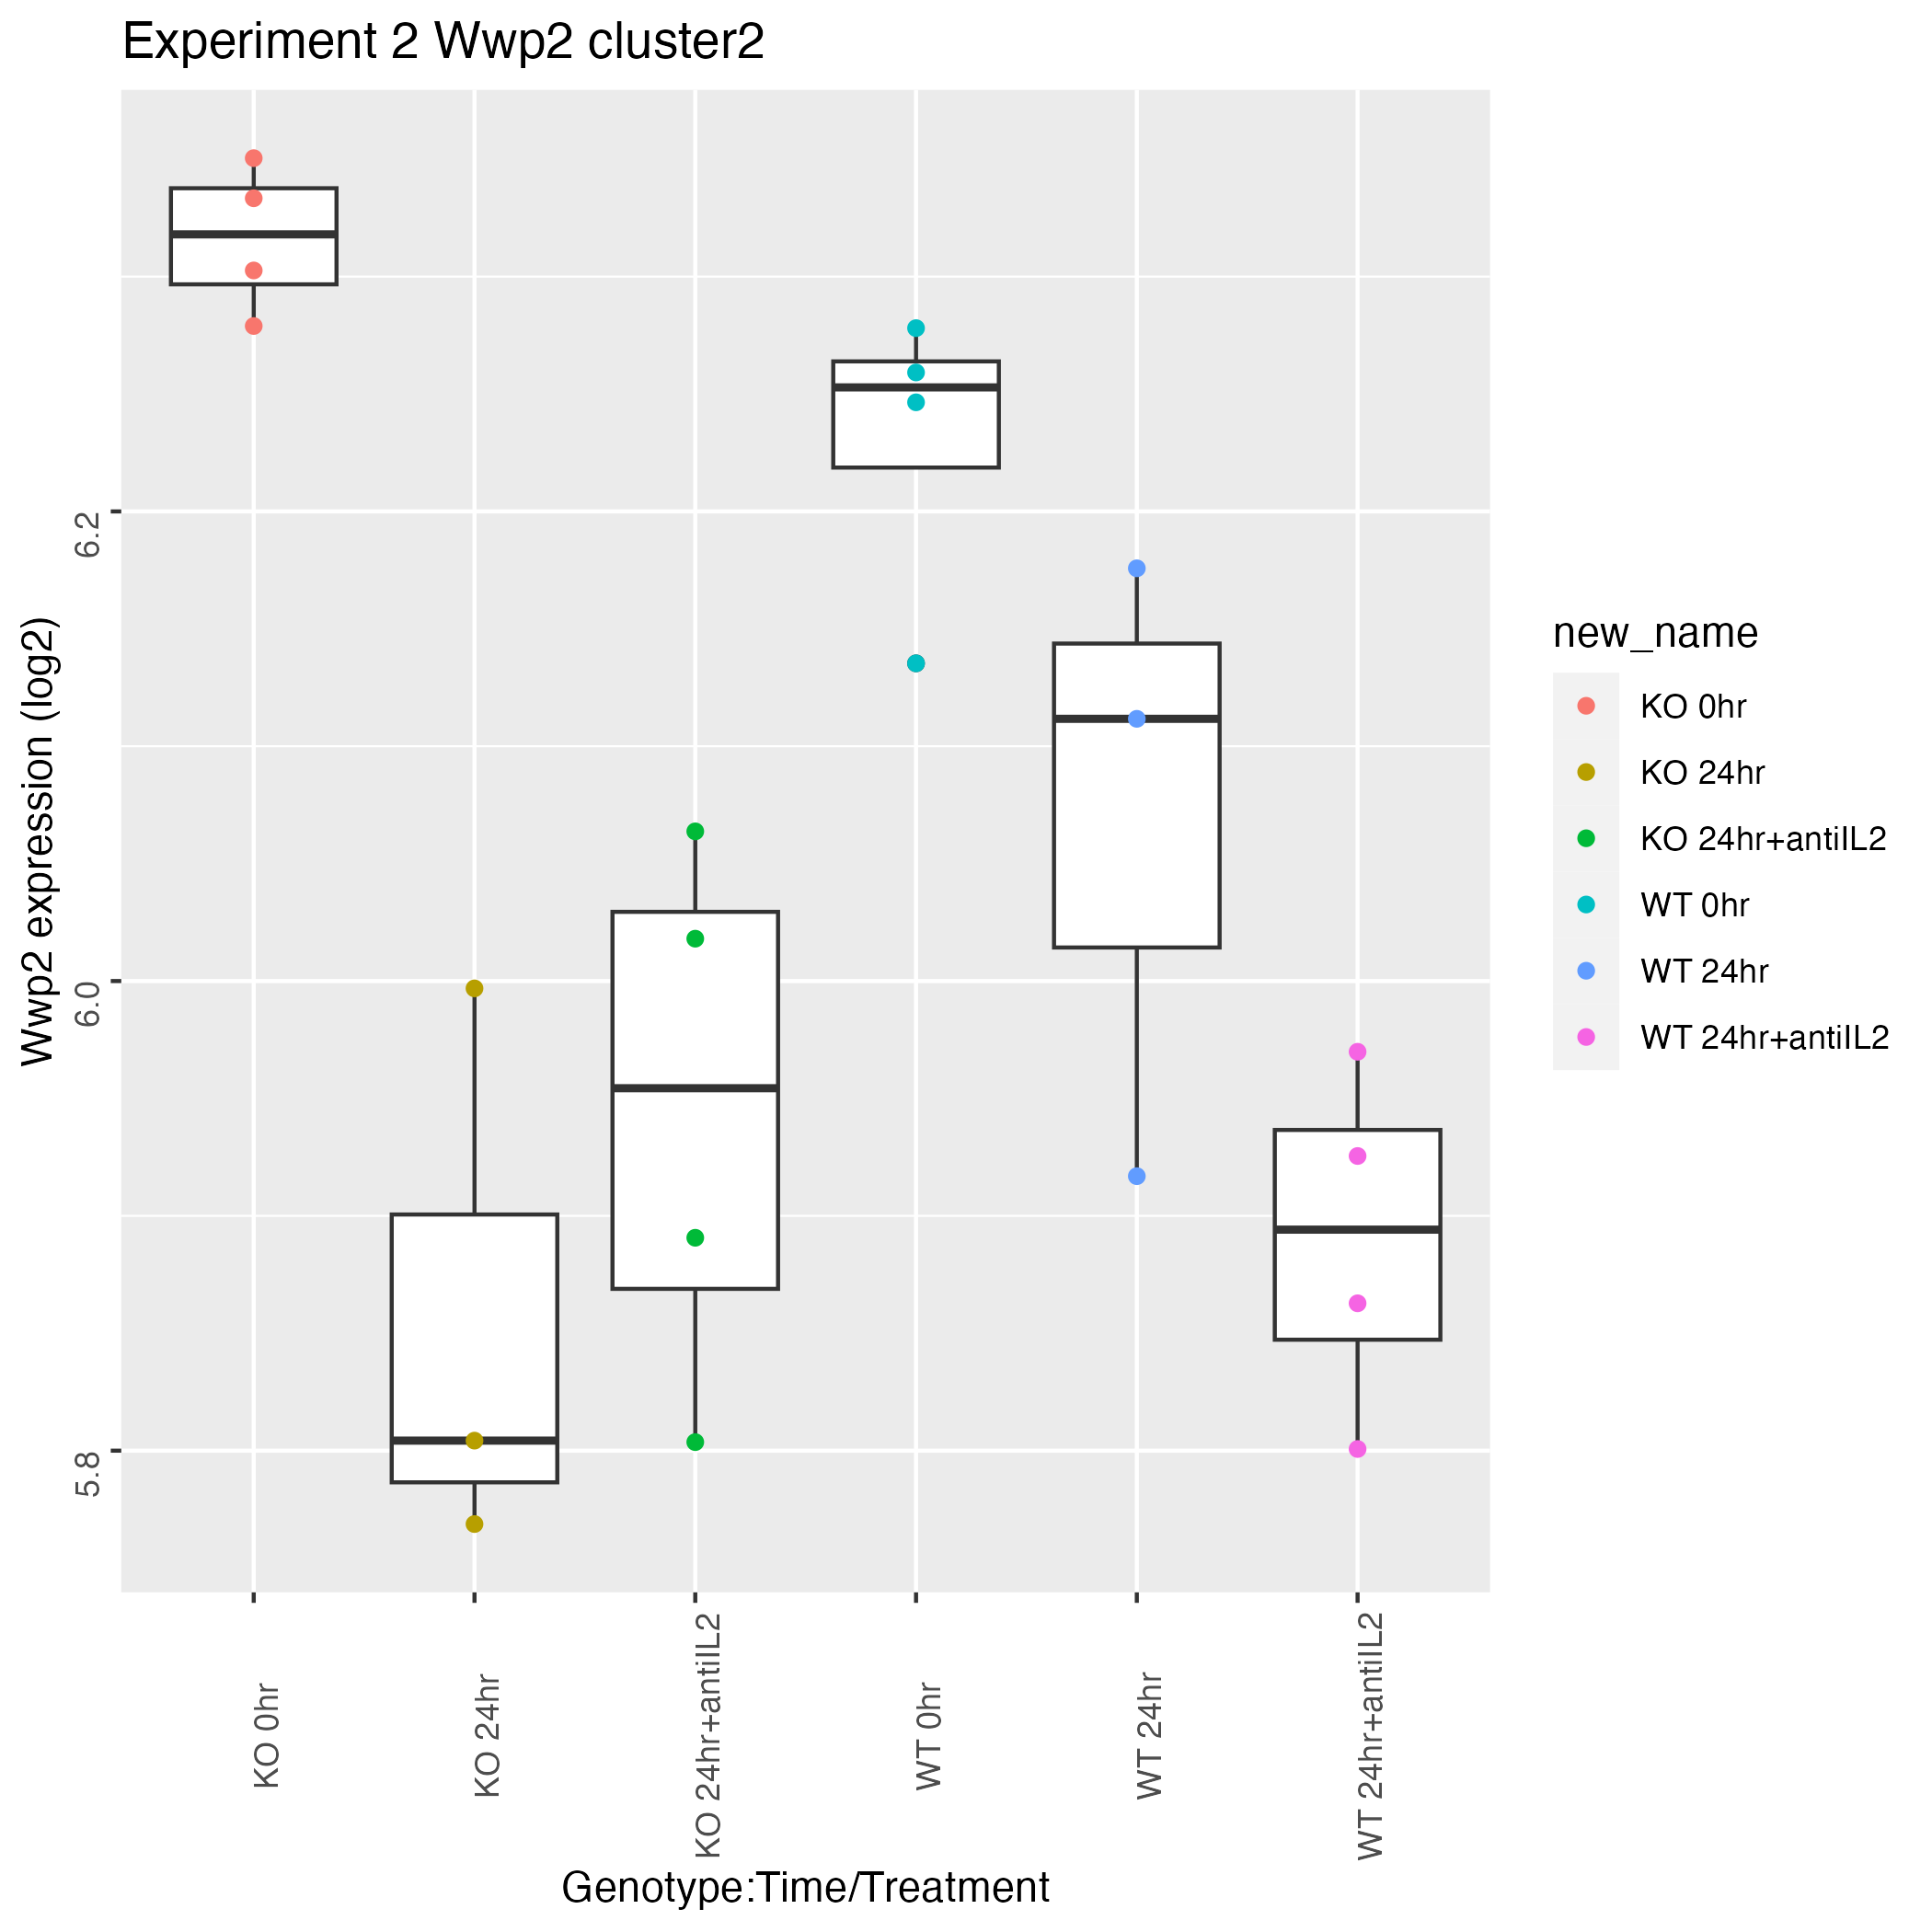 Experiment 2 Wwp2 cluster2
Wwp2 expression (log2)
6.2
6.0
5.8
KO 0hr
KO 24hr
KO 24hr+antiIL2
WT 0hr
WT 24hr
WT 24hr+antiIL2
Genotype:Time/Treatment
new_name
KO 0hr
KO 24hr
KO 24hr+antiIL2
WT 0hr
WT 24hr
WT 24hr+antiIL2